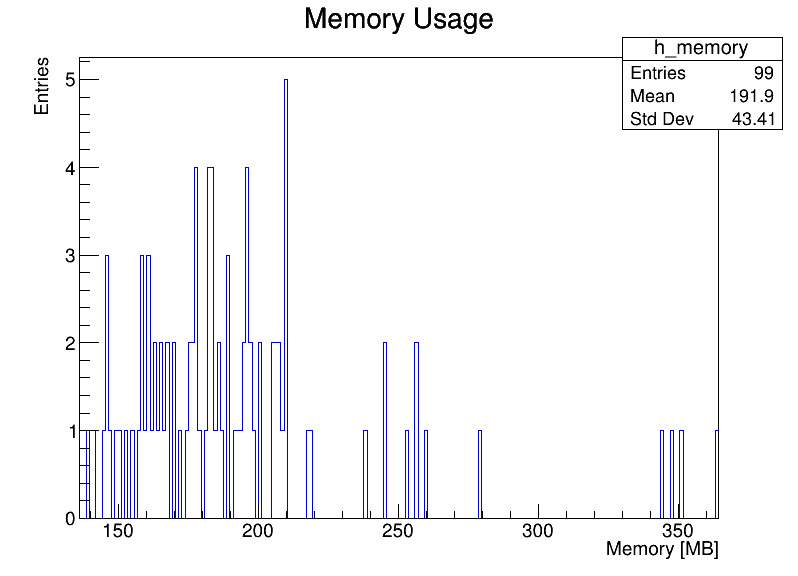 Memory Usage
h_memory
Entries 99
Mean 191.9
Std Dev 43.41
Entries
5
4
3
2
1
0
150 200 250 300 350
Memory [MB]